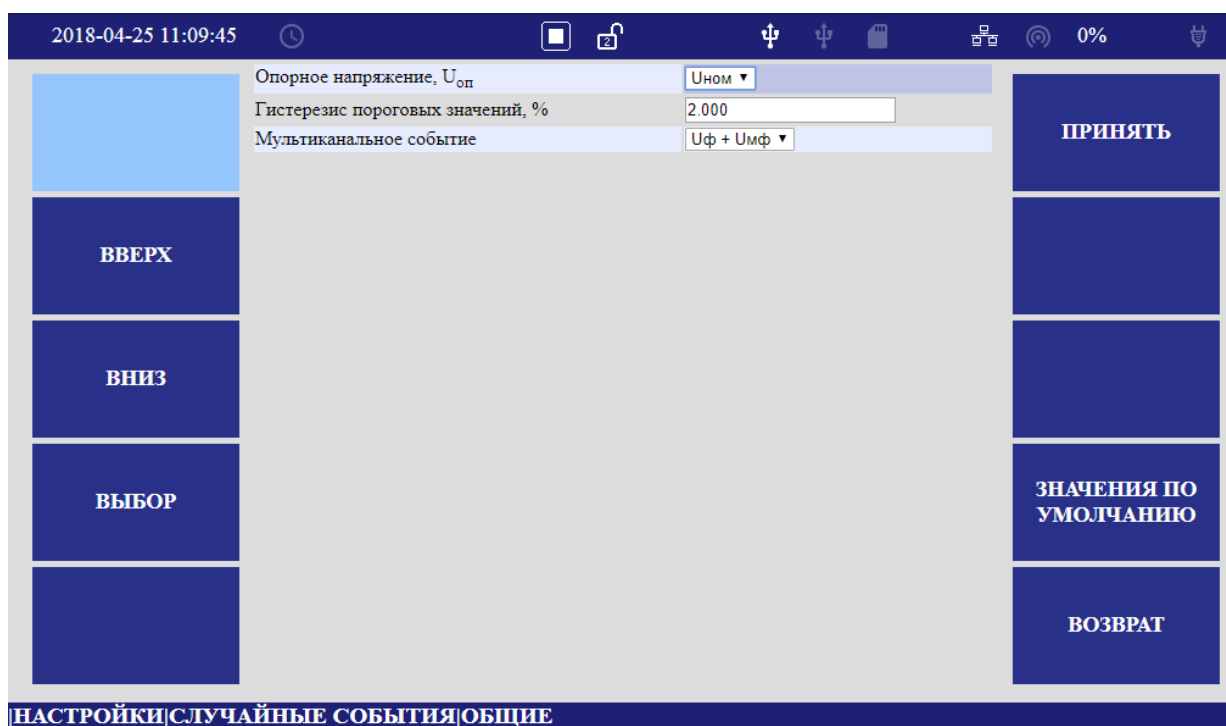 2018-04-25 11:09:45
2
0%
Опорное напряжение, Uоп
Uном ▼
Гистерезис пороговых значений, %
2.000
Мультиканальное событие
Uф + Uмф ▼
ВВЕРХ
ВНИЗ
ВЫБОР
ПРИНЯТЬ
ЗНАЧЕНИЯ ПО
УМОЛЧАНИЮ
ВОЗВРАТ
|НАСТРОЙКИ|СЛУЧАЙНЫЕ СОБЫТИЯ|ОБЩИЕ